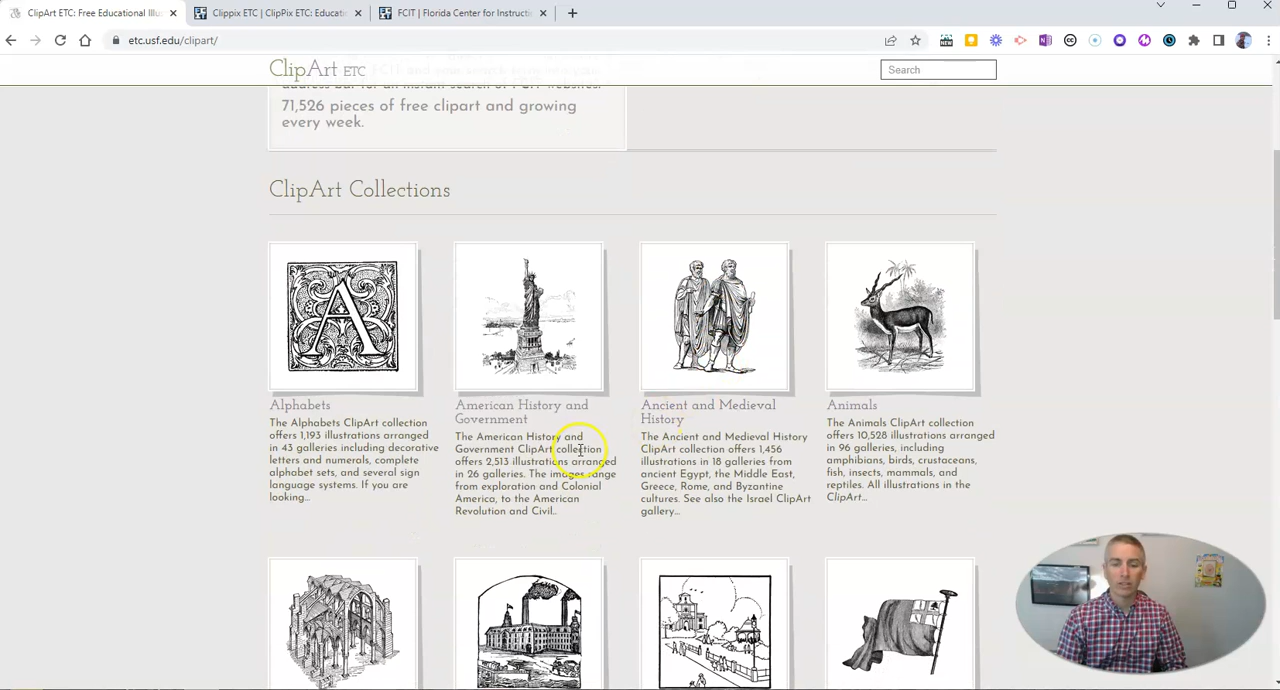 ClipArt ETC: Free Educational Illu
Clippix ETC | ClipPix ETC: Educati
FCIT | Florida Center for Instructi
etc.usf.edu/clipart/
ClipArt ETC
Search
71,526 pieces of free clipart and growing
every week.
ClipArt Collections
A
Alphabets
The Alphabets ClipArt collection
offers 1,193 illustrations arranged
in 43 galleries including decorative
letters and numerals, complete
alphabet sets, and several sign
language systems. If you are
looking...
American History and
Government
The American History and
Government ClipArt collection
offers 2,513 illustrations arranged
in 26 galleries. The images range
from exploration and Colonial
America, to the American
Revolution and Civil...
Ancient and Medieval
History
The Ancient and Medieval History
ClipArt collection offers 1,456
illustrations in 18 galleries from
ancient Egypt, the Middle East,
Greece, Rome, and Byzantine
cultures. See also the Israel ClipArt
gallery...
Animals
The Animals ClipArt collection
offers 10,528 illustrations
arranged in 96 galleries, including
amphibians, birds, crustaceans,
fish, insects, mammals, and
reptiles. All illustrations in the
ClipArt...